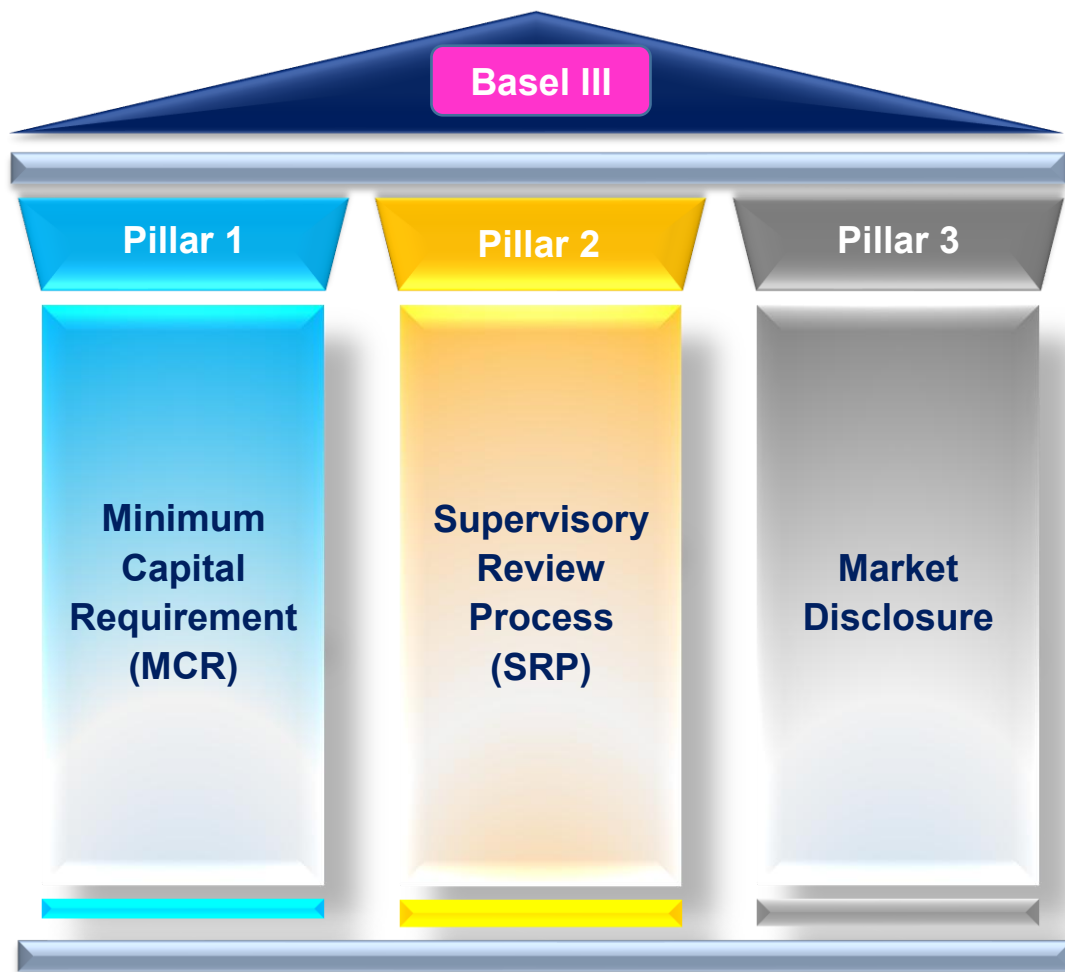 Basel III
Pillar 1
Pillar 2
Pillar 3
Minimum
Capital
Requirement
(MCR)
Supervisory
Review
Process
(SRP)
Market
Disclosure